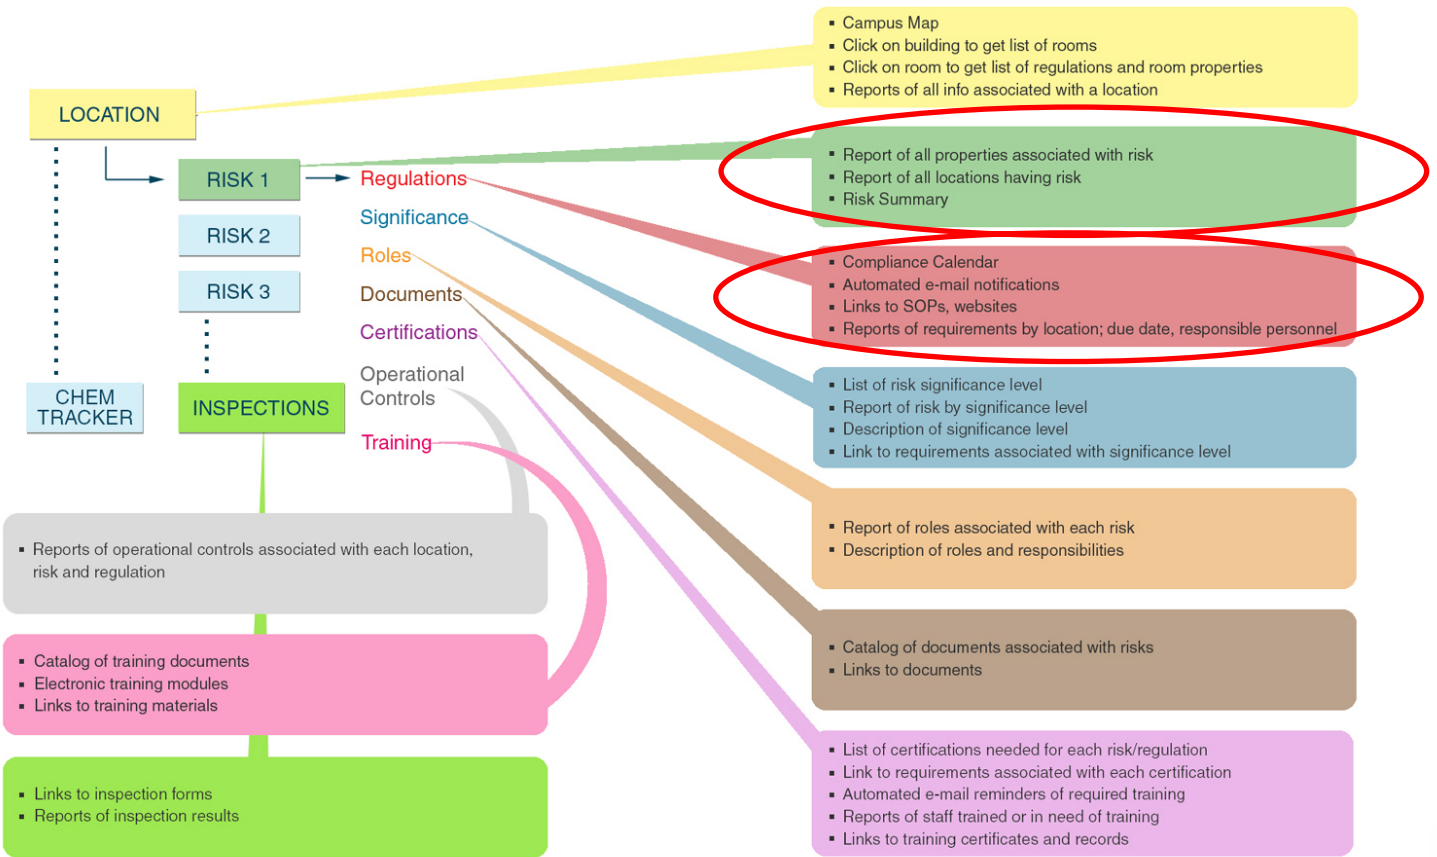 LOCATION
RISK 1
RISK 2
RISK 3
CHEM
TRACKER
INSPECTIONS
Regulations
Significance
Roles
Documents
Certifications
Operational
Controls
Training
▪ Campus Map
▪ Click on building to get list of rooms
▪ Click on room to get list of regulations and room properties
▪ Reports of all info associated with a location
▪ Report of all properties associated with risk
▪ Report of all locations having risk
▪ Risk Summary
▪ Compliance Calendar
▪ Automated e-mail notifications
▪ Links to SOPs, websites
▪ Reports of requirements by location; due date, responsible personnel
▪ List of risk significance level
▪ Report of risk by significance level
▪ Description of significance level
▪ Link to requirements associated with significance level
▪ Report of roles associated with each risk
▪ Description of roles and responsibilities
▪ Catalog of documents associated with risks
▪ Links to documents
▪ List of certifications needed for each risk/regulation
▪ Link to requirements associated with each certification
▪ Automated e-mail reminders of required training
▪ Reports of staff trained or in need of training
▪ Links to training certificates and records
▪ Reports of operational controls associated with each location,
risk and regulation
▪ Catalog of training documents
▪ Electronic training modules
▪ Links to training materials
▪ Links to inspection forms
▪ Reports of inspection results